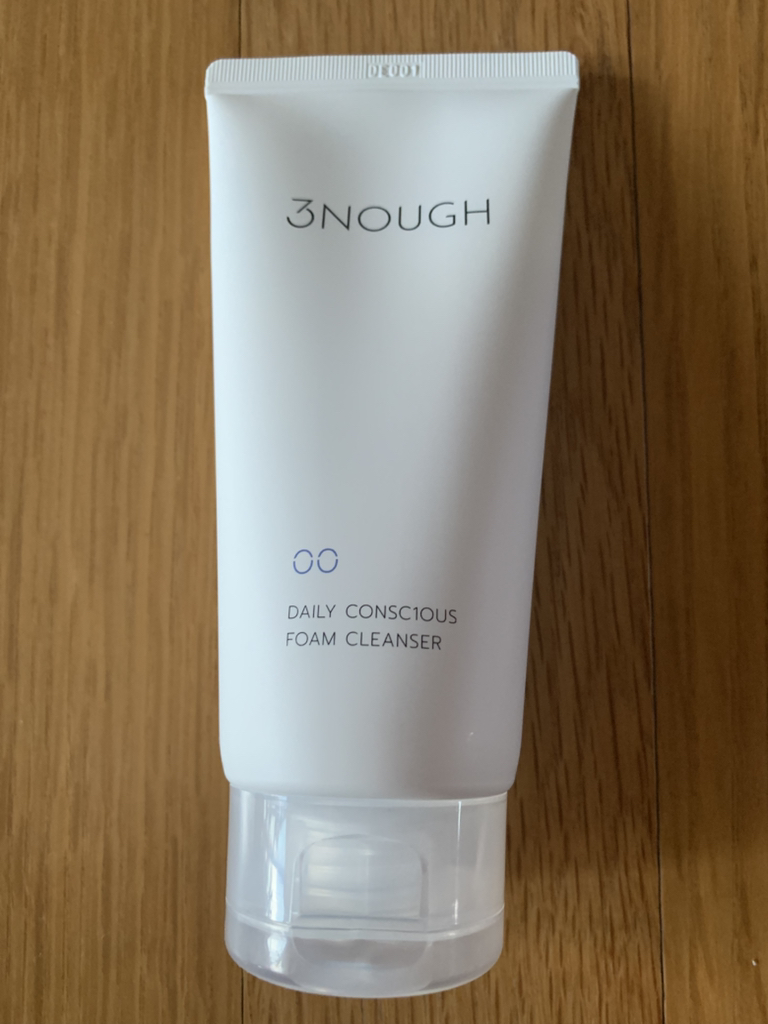 3NOUGH
00
DAILY CONSC1OUS
FOAM CLEANSER